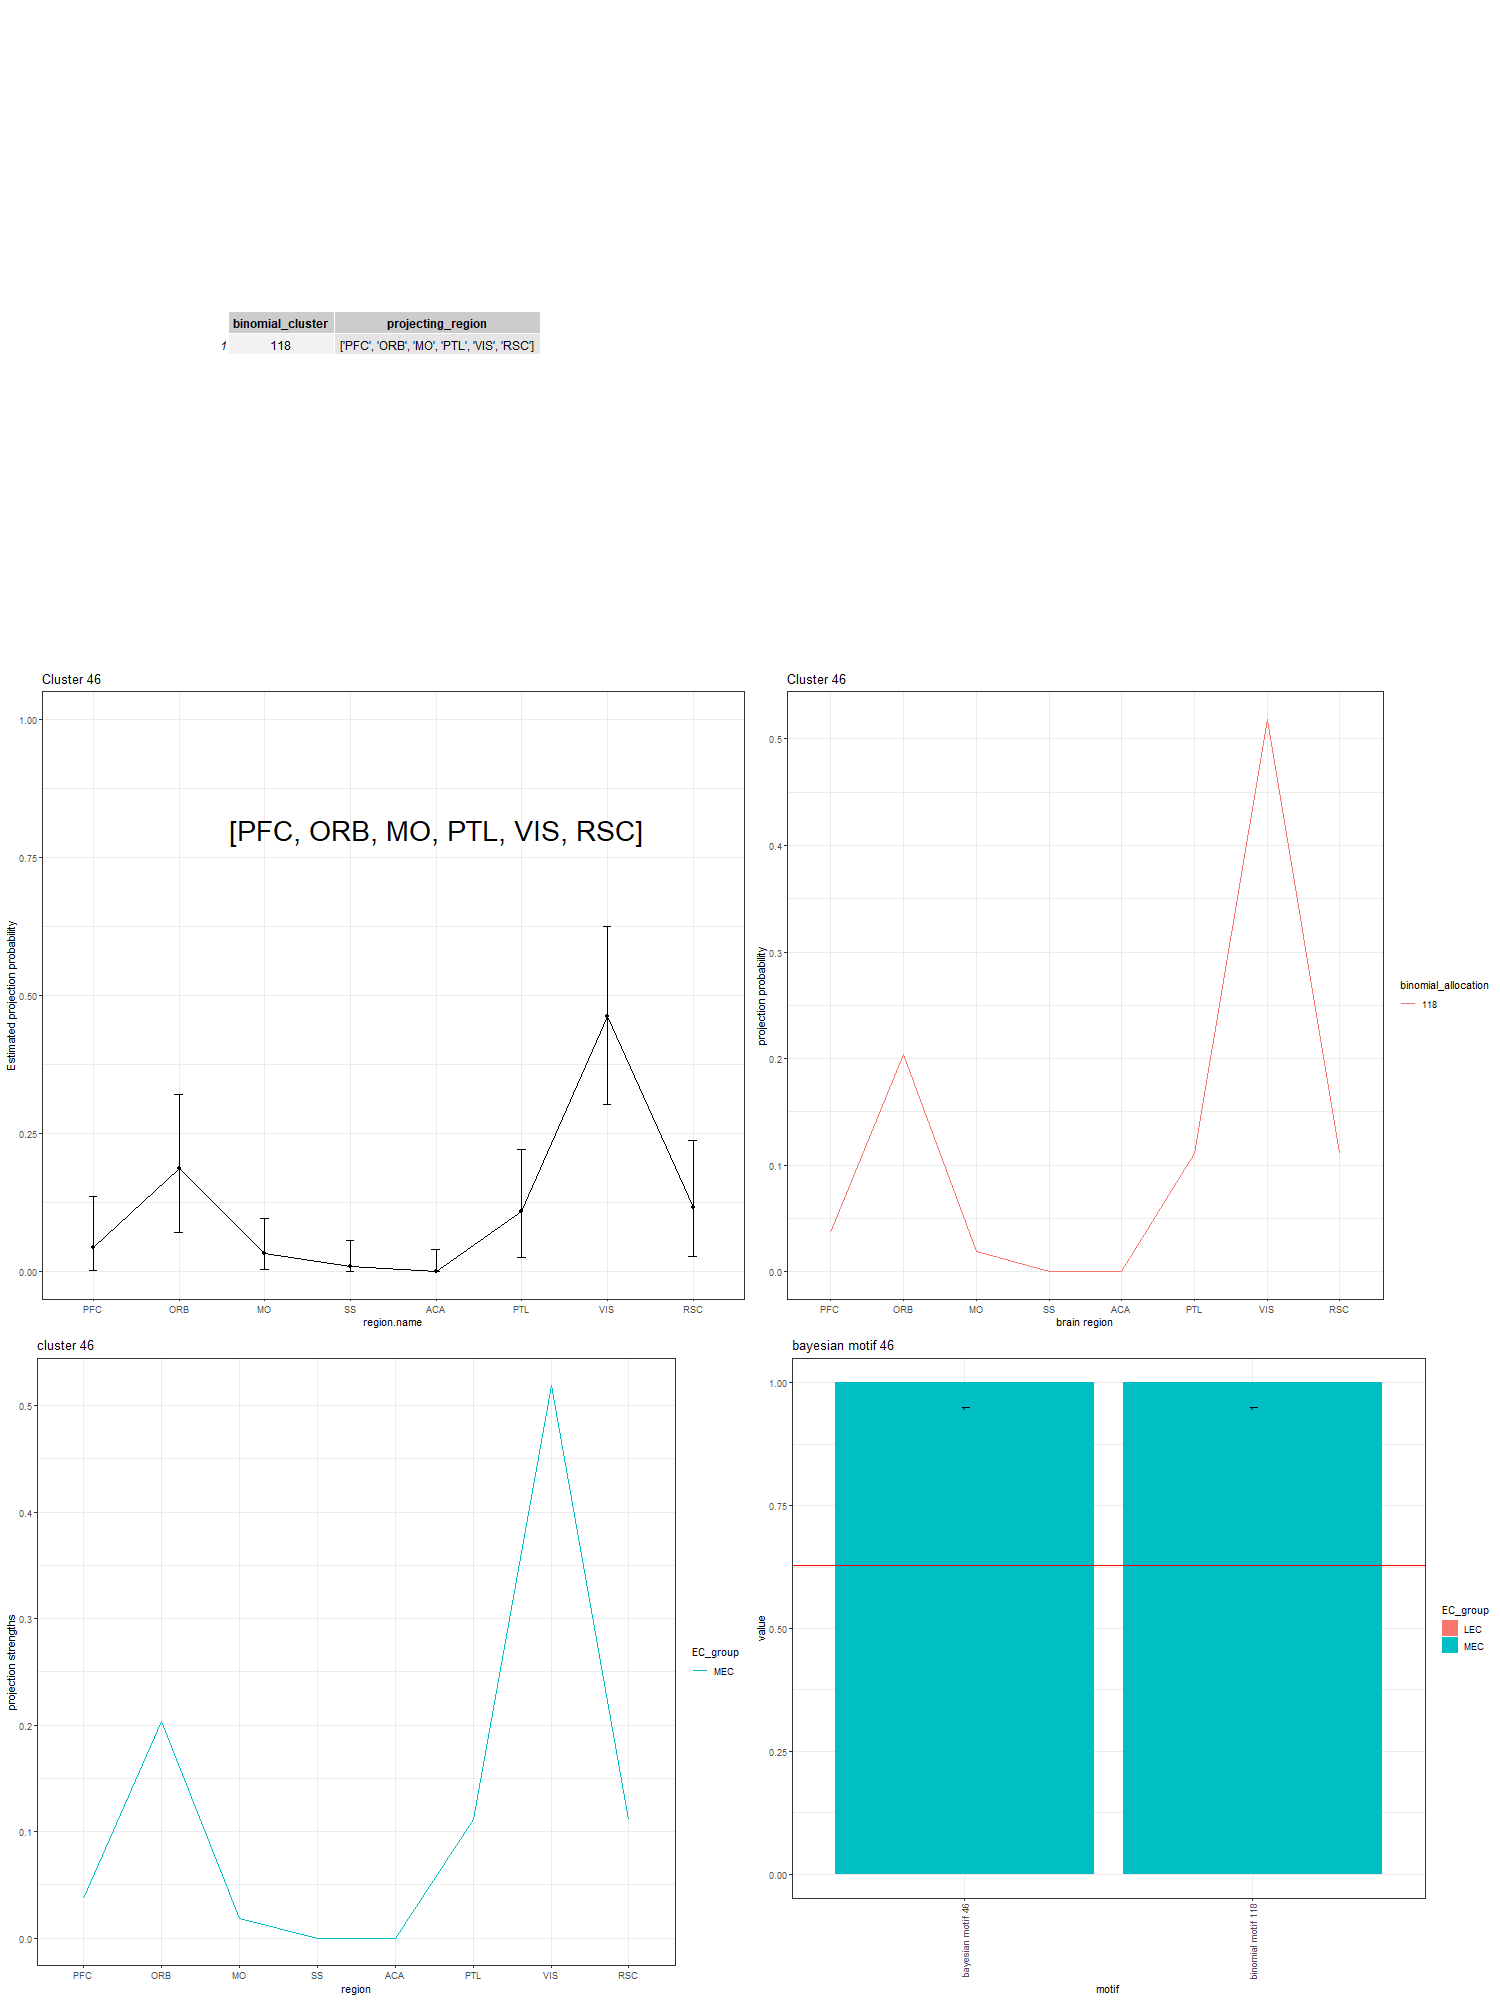 binomial_cluster projecting_region
1 118 ['PFC', 'ORB', 'MO', 'PTL', 'VIS', 'RSC']
Cluster 46
1.00
0.75
0.50
0.25
0.00
Estimated projection probability
[PFC, ORB, MO, PTL, VIS, RSC]
PFC ORB MO SS ACA PTL VIS RSC
region.name
Cluster 46
0.5
0.4
0.3
0.2
0.1
0.0
projection probability
PFC ORB MO SS ACA PTL VIS RSC
brain region
binomial_allocation
118
cluster 46
0.5
0.4
0.3
0.2
0.1
0.0
projection strengths
PFC ORB MO SS ACA PTL VIS RSC
region
EC_group
MEC
bayesian motif 46
1.00
0.75
0.50
0.25
0.00
value
1 1
bayesian motif 46
binomial motif 118
motif
EC_group
LEC
MEC